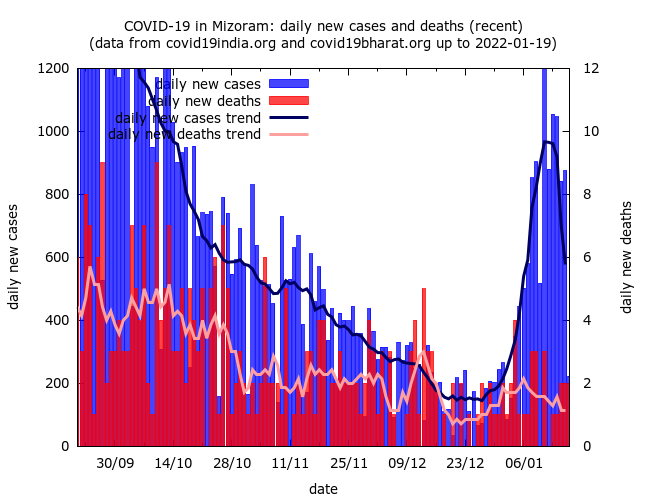 COVID-19 in Mizoram: daily new cases and deaths (recent)
(data from covid19india.org and covid19bharat.org up to 2022-01-19)
daily new cases
daily new deaths
daily new cases trend
daily new deaths trend
1200
1000
800
600
400
200
0
12
10
8
6
4
2
0
daily new cases
daily new deaths
30/09 14/10 28/10 11/11 25/11 09/12 23/12 06/01
date